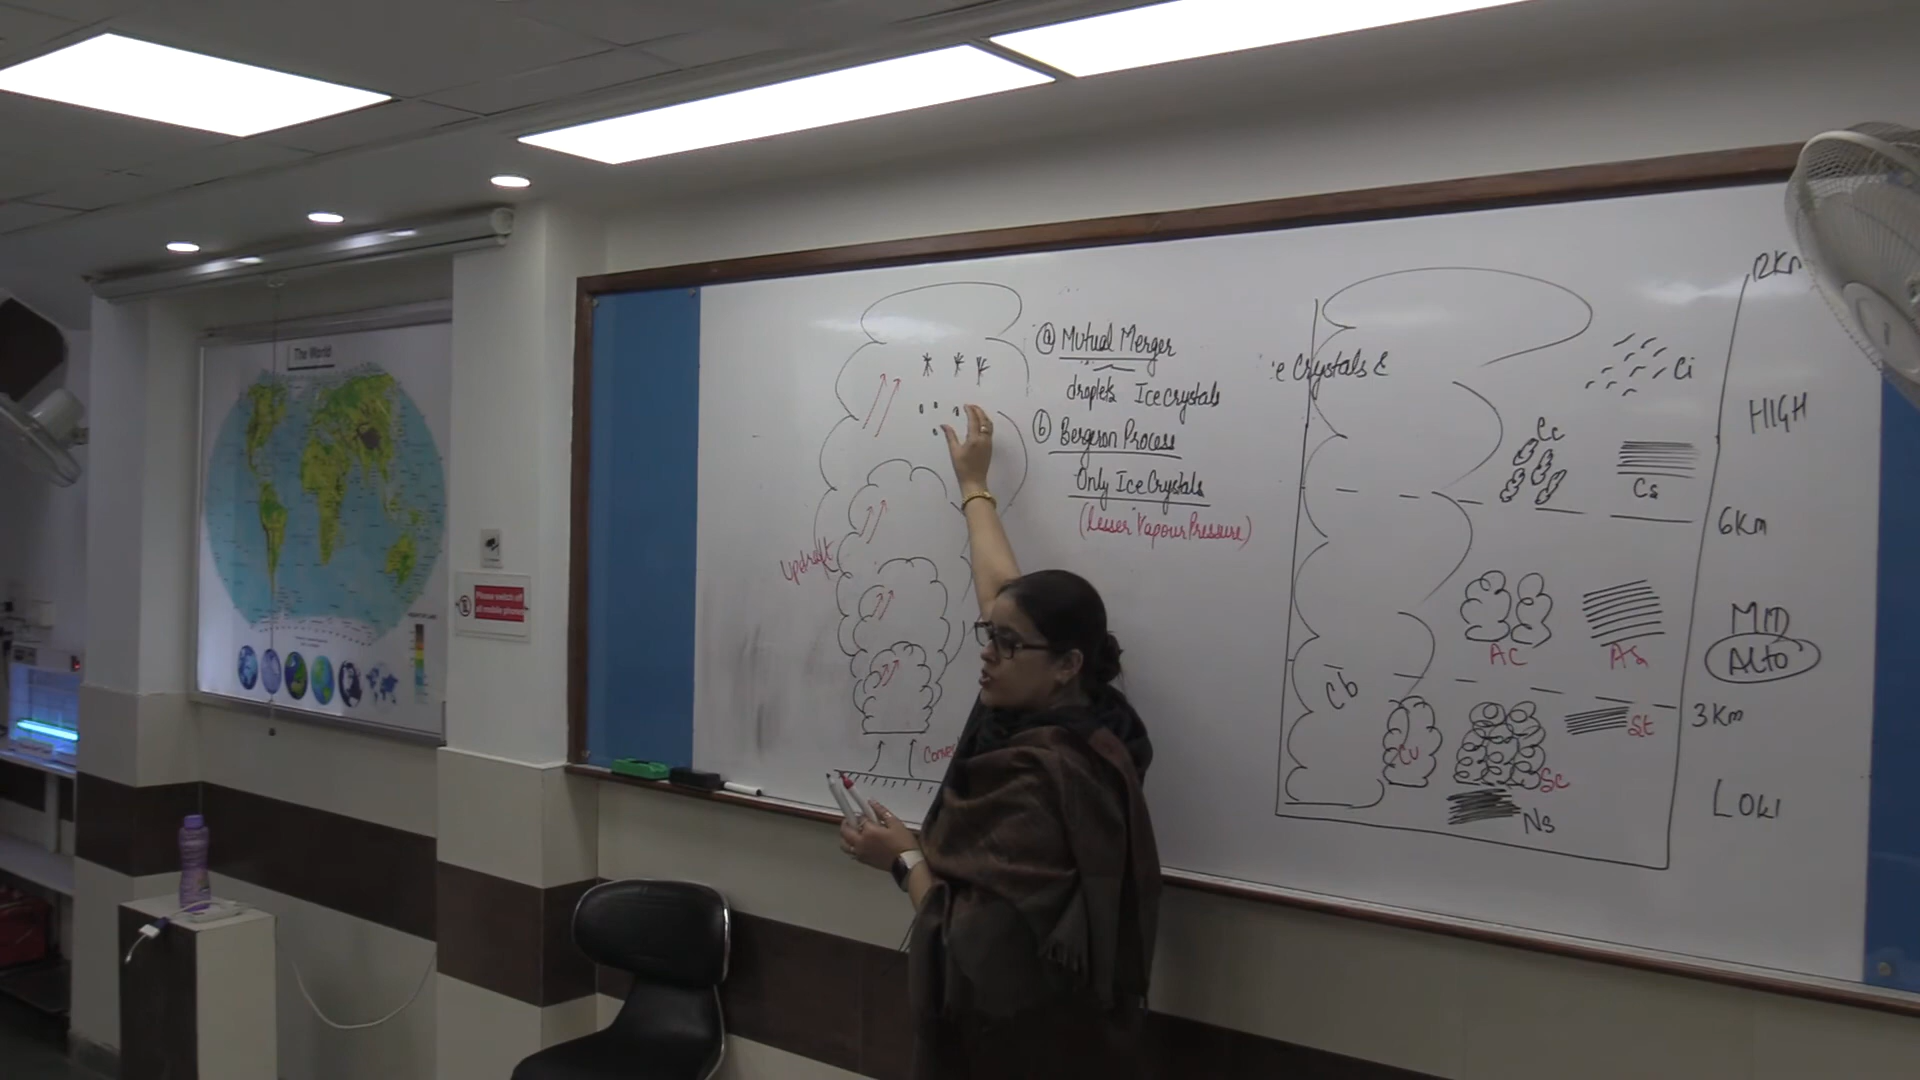 The World
Please switch off
all mobile phones
Updraft
ⓐ Mutual Merger
droplets Ice Crystals
ⓑ Bergeron Process
Only Ice Crystals
(Lesser Vapour Pressure)
e Crystals &
Ci
Cc
Cs
AC
As
Cb
Cu
Sc
St
Ns
HIGH
6Km
MID
ALTO
3Km